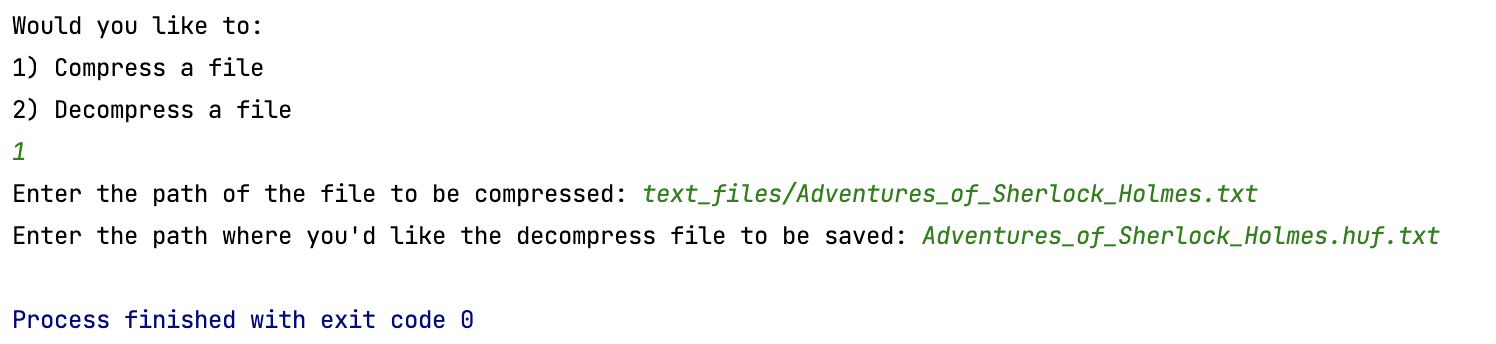 Would you like to:
1) Compress a file
2) Decompress a file
1
Enter the path of the file to be compressed: text_files/Adventures_of_Sherlock_Holmes.txt
Enter the path where you'd like the decompress file to be saved: Adventures_of_Sherlock_Holmes.huf.txt
Process finished with exit code 0